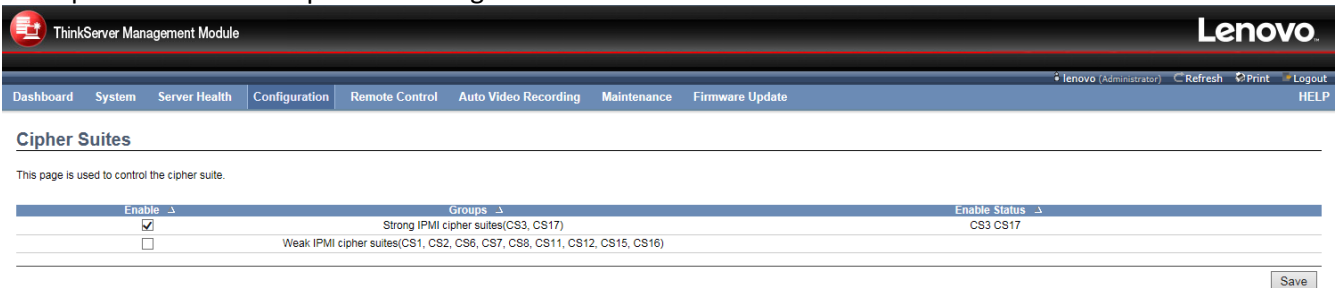 ThinkServer Management Module
Lenovo
lenovo (Administrator) Refresh Print Logout
Dashboard System Server Health Configuration Remote Control Auto Video Recording Maintenance Firmware Update HELP
Cipher Suites
This page is used to control the cipher suite.
Enable Groups Enable Status
Strong IPMI cipher suites(CS3, CS17) CS3 CS17
Weak IPMI cipher suites(CS1, CS2, CS6, CS7, CS8, CS11, CS12, CS15, CS16)
Save